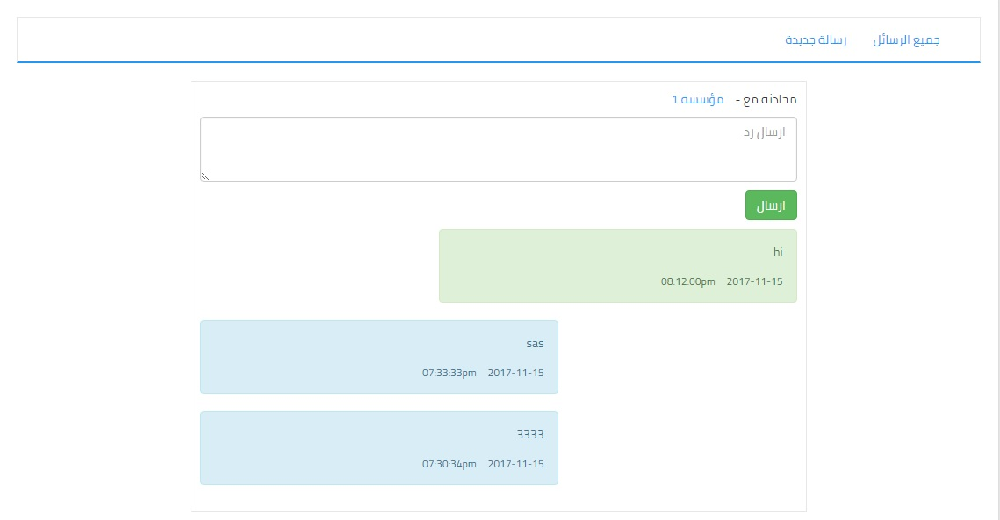 جميع الرسائل رسالة جديدة
محادثة مع - مؤسسة 1
ارسال رد
ارسال
hi
2017-11-15 08:12:00pm
sas
2017-11-15 07:33:33pm
3333
2017-11-15 07:30:34pm